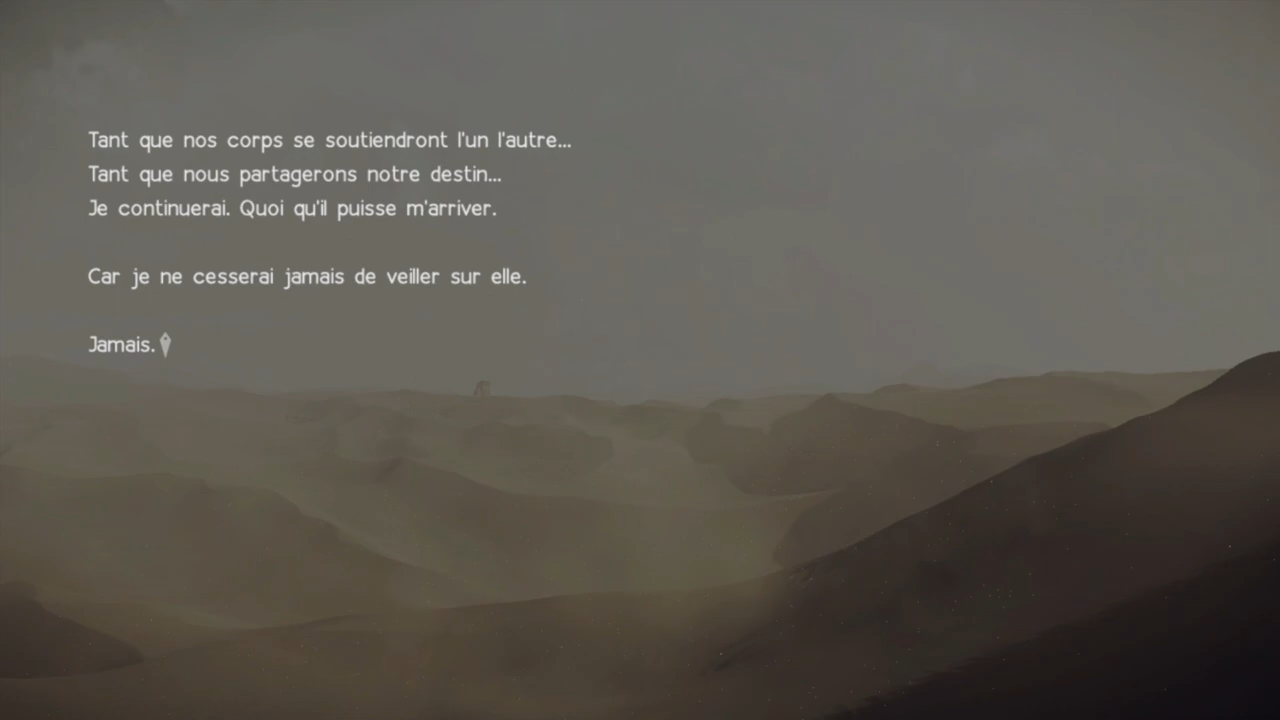 Tant que nos corps se soutiendront l'un l'autre...
Tant que nous partagerons notre destin...
Je continuerai. Quoi qu'il puisse m'arriver.
Car je ne cesserai jamais de veiller sur elle.
Jamais.